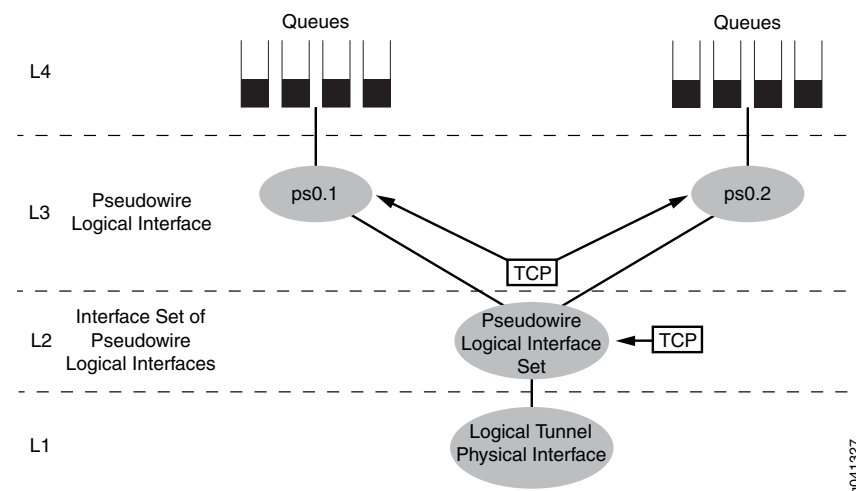 Queues
Queues
L4
L3
Pseudowire
Logical Interface
ps0.1
ps0.2
TCP
L2
Interface Set of
Pseudowire
Logical Interfaces
Pseudowire
Logical Interface
Set
TCP
L1
Logical Tunnel
Physical Interface
g041327